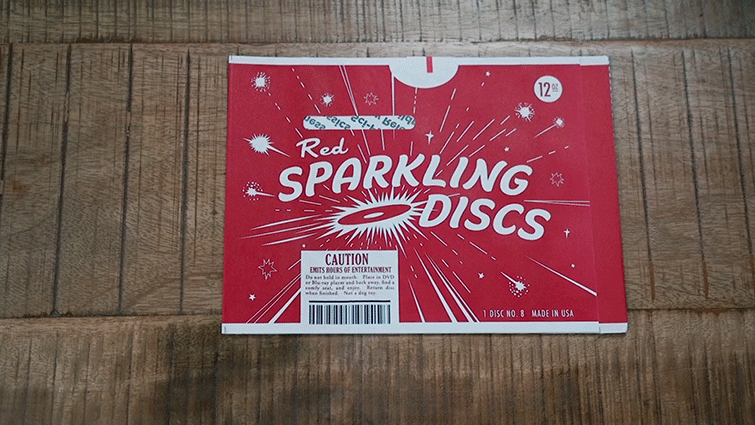 12 OZ
Red
SPARKLING
DISCS
CAUTION
EMITS HOURS OF ENTERTAINMENT
Do not hold in mouth. Place in DVD
or Blu-ray player and back away, find a
comfy seat, and enjoy. Return disc
when finished. Not a dog toy.
1 DISC NO. 8 MADE IN USA